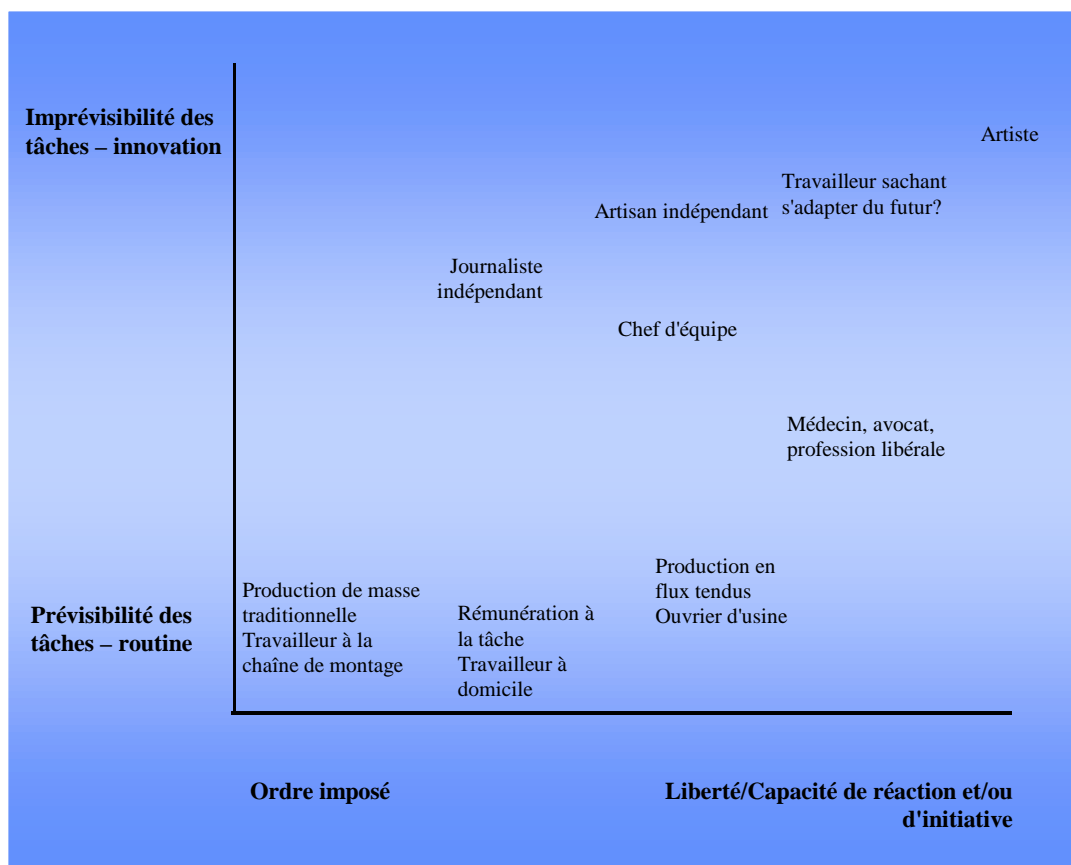 Imprévisibilité des
tâches – innovation
Artiste
Travailleur sachant
s'adapter du futur?
Artisan indépendant
Journaliste
indépendant
Chef d'équipe
Médecin, avocat,
profession libérale
Production en
flux tendus
Ouvrier d'usine
Prévisibilité des
tâches – routine
Production de masse
traditionnelle
Travailleur à la
chaîne de montage
Rémunération à
la tâche
Travailleur à
domicile
Ordre imposé
Liberté/Capacité de réaction et/ou
d'initiative